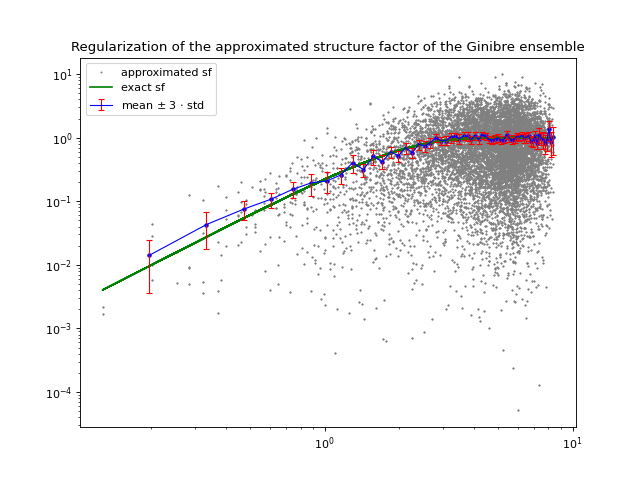 Regularization of the approximated structure factor of the Ginibre ensemble
approximated sf
exact sf
mean ± 3 · std
10¹
10⁰
10⁻¹
10⁻²
10⁻³
10⁻⁴
10⁰
10¹